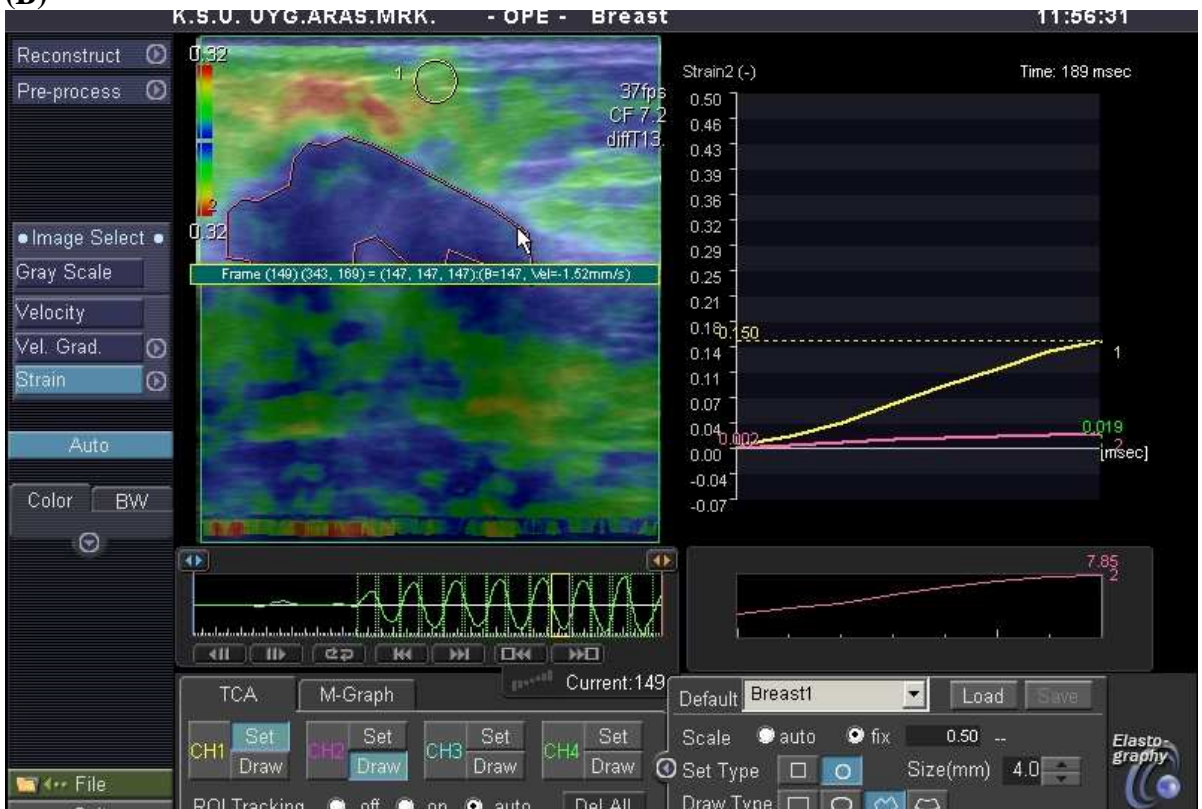 (B)
K.S.U. UYG.ARAS.MRK. - OPE - Breast 11:56:31
Reconstruct
Pre-process
Image Select
Gray Scale
Velocity
Vel. Grad.
Strain
Auto
Color BW
File
0.32
1
37fps
CF 7.2
diffT13.
2
0.32
Frame (149) (343, 169) = (147, 147, 147):(B=147, Vel=-1.52mm/s)
Strain2 (-) Time: 189 msec
0.50
0.46
0.43
0.39
0.36
0.32
0.29
0.25
0.21
0.18 0.150
0.14 1
0.11
0.07
0.04 0.002 0.019
0.00 2 [msec]
-0.04
-0.07
7.85
2
Current:149
TCA M-Graph
CH1 Set Draw
CH2 Set Draw
CH3 Set Draw
CH4 Set Draw
ROI Tracking off on auto Del All
Default Breast1 Load Save
Scale auto fix 0.50 --
Set Type Size(mm) 4.0
Draw Type
Elasto-
graphy